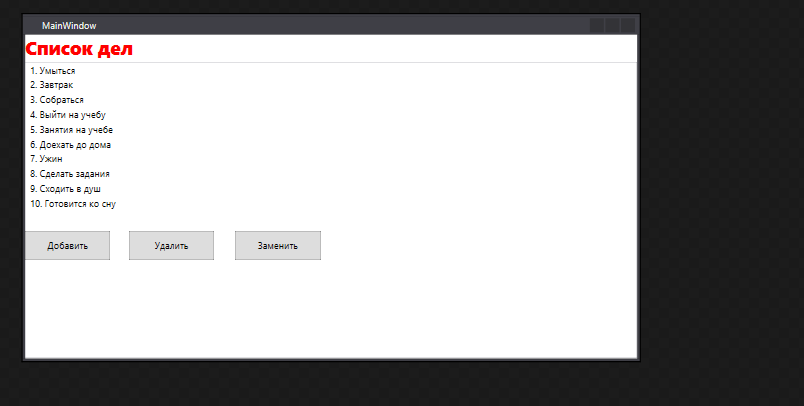 MainWindow
Список дел
1. Умыться
2. Завтрак
3. Собраться
4. Выйти на учебу
5. Занятия на учебе
6. Доехать до дома
7. Ужин
8. Сделать задания
9. Сходить в душ
10. Готовится ко сну
Добавить Удалить Заменить